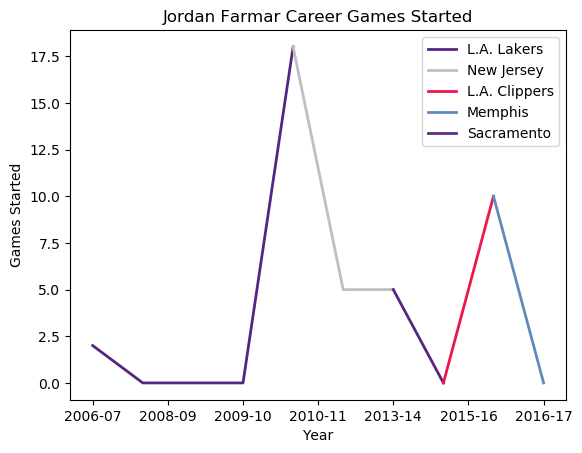 Jordan Farmar Career Games Started
L.A. Lakers
New Jersey
L.A. Clippers
Memphis
Sacramento
17.5
15.0
12.5
10.0
7.5
5.0
2.5
0.0
Games Started
2006-07 2008-09 2009-10 2010-11 2013-14 2015-16 2016-17
Year